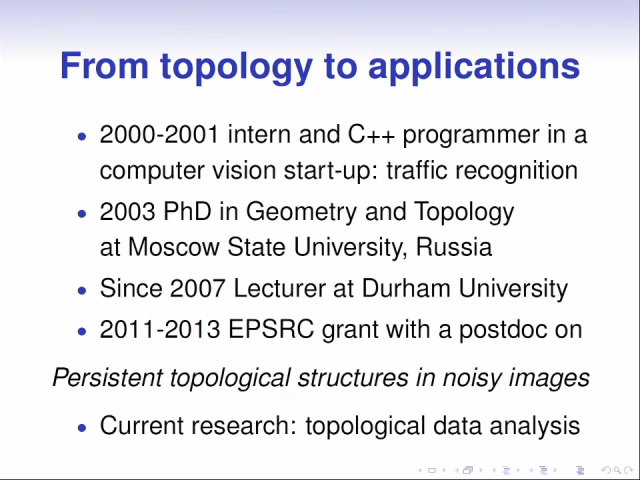 From topology to applications
• 2000-2001 intern and C++ programmer in a
computer vision start-up: traffic recognition
• 2003 PhD in Geometry and Topology
at Moscow State University, Russia
• Since 2007 Lecturer at Durham University
• 2011-2013 EPSRC grant with a postdoc on
Persistent topological structures in noisy images
• Current research: topological data analysis